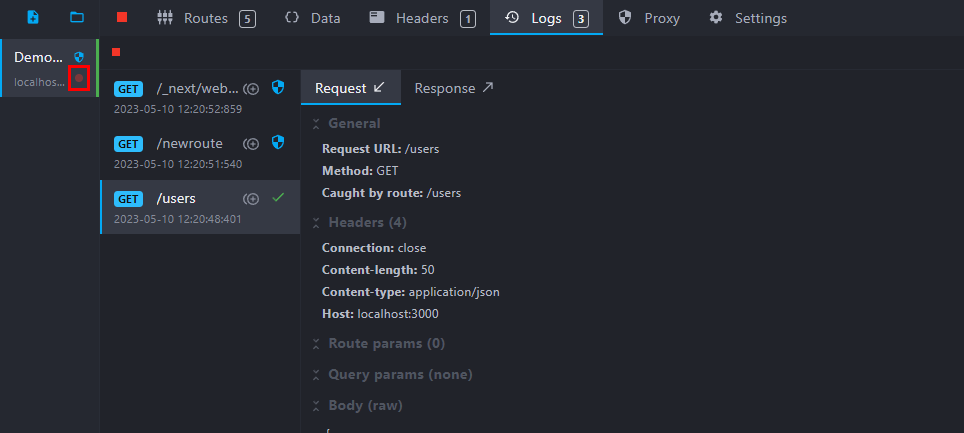 Routes 5 Data Headers 1 Logs 3 Proxy Settings
Demo...
localhos...
GET /_next/web...
2023-05-10 12:20:52:859
GET /newroute
2023-05-10 12:20:51:540
GET /users
2023-05-10 12:20:48:401
Request Response
General
Request URL: /users
Method: GET
Caught by route: /users
Headers (4)
Connection: close
Content-length: 50
Content-type: application/json
Host: localhost:3000
Route params (0)
Query params (none)
Body (raw)